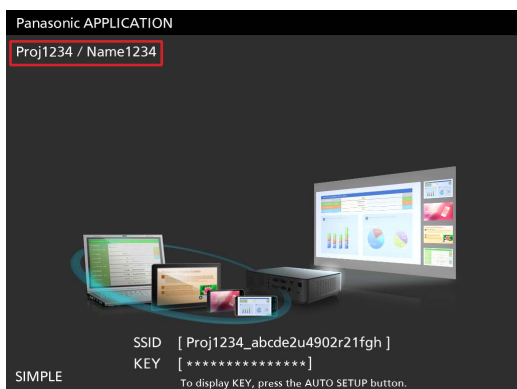 Panasonic APPLICATION
Proj1234 / Name1234
SSID [ Proj1234_abcde2u4902r21fgh ]
KEY [ *************** ]
SIMPLE
To display KEY, press the AUTO SETUP button.